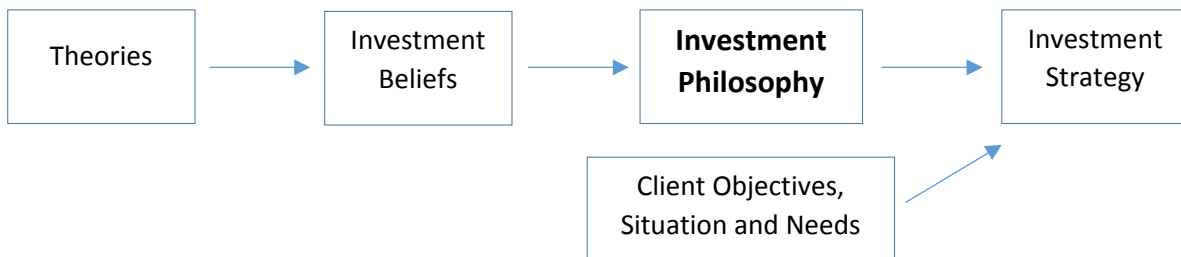 Theories
Investment
Beliefs
Investment
Philosophy
Investment
Strategy
Client Objectives,
Situation and Needs